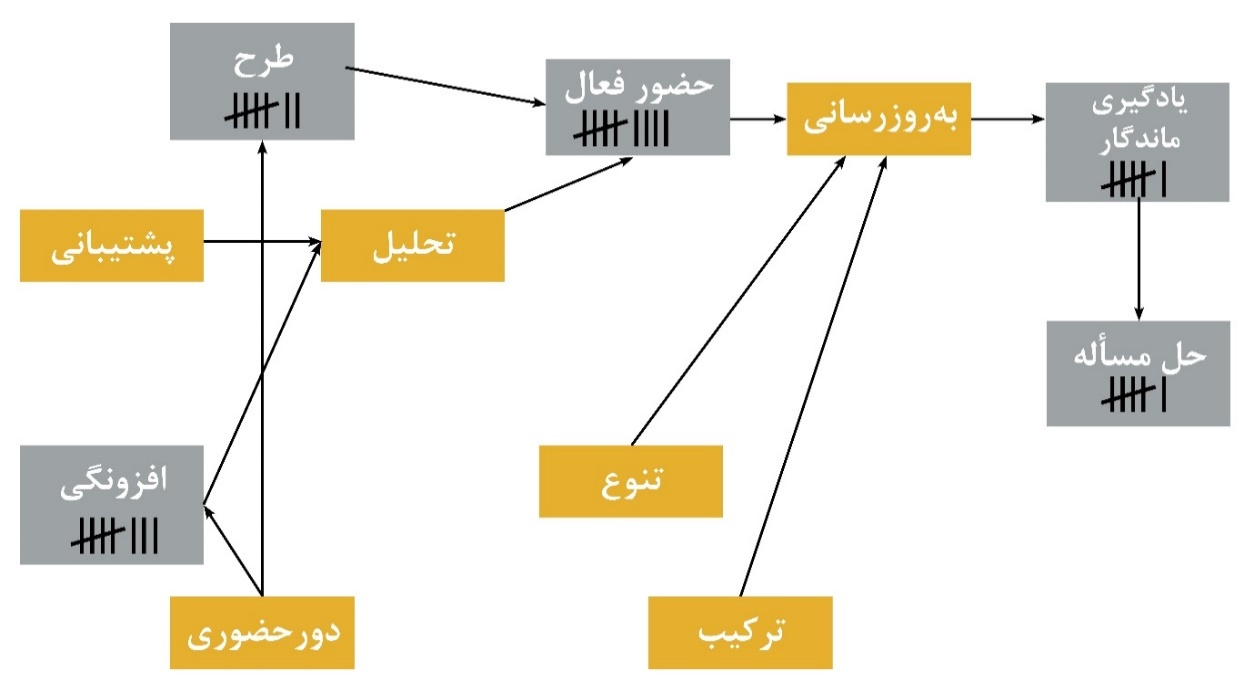 طرح
حضور فعال
به‌روزرسانی
یادگیری
ماندگار
پشتیبانی
تحلیل
حل مسأله
افزونگی
تنوع
دورحضوری
ترکیب